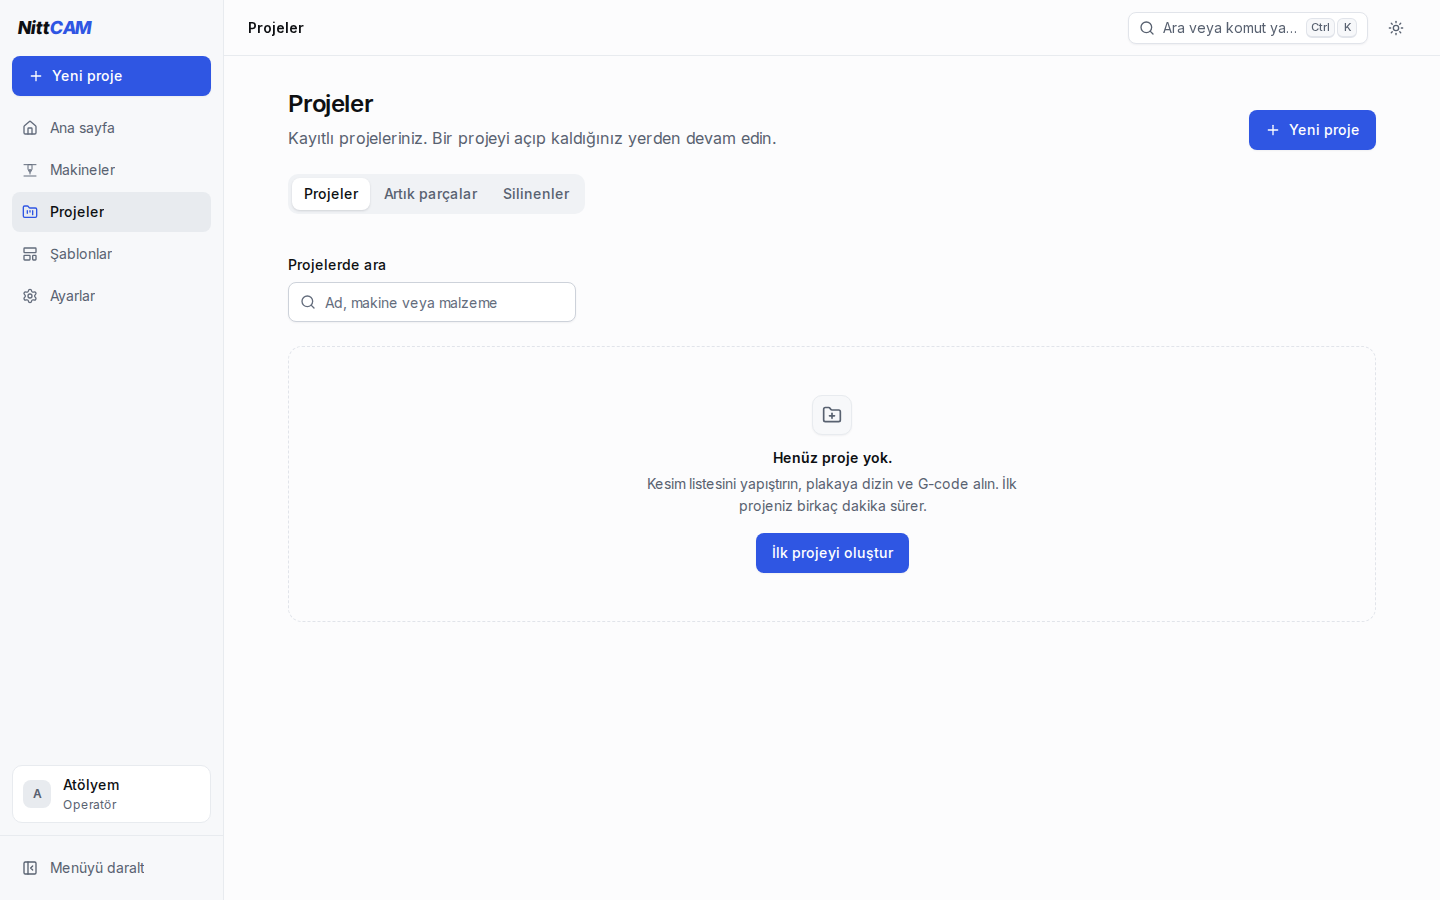 NittCAM
Yeni proje
Ana sayfa
Makineler
Projeler
Şablonlar
Ayarlar
Atölyem
A
Operatör
Menüyü daralt
Projeler
Ara veya komut ya...
Ctrl K
Projeler
Kayıtlı projeleriniz. Bir projeyi açıp kaldığınız yerden devam edin.
Yeni proje
Projeler Artık parçalar Silinenler
Projelerde ara
Ad, makine veya malzeme
Henüz proje yok.
Kesim listesini yapıştırın, plakaya dizin ve G-code alın. İlk
projeniz birkaç dakika sürer.
İlk projeyi oluştur